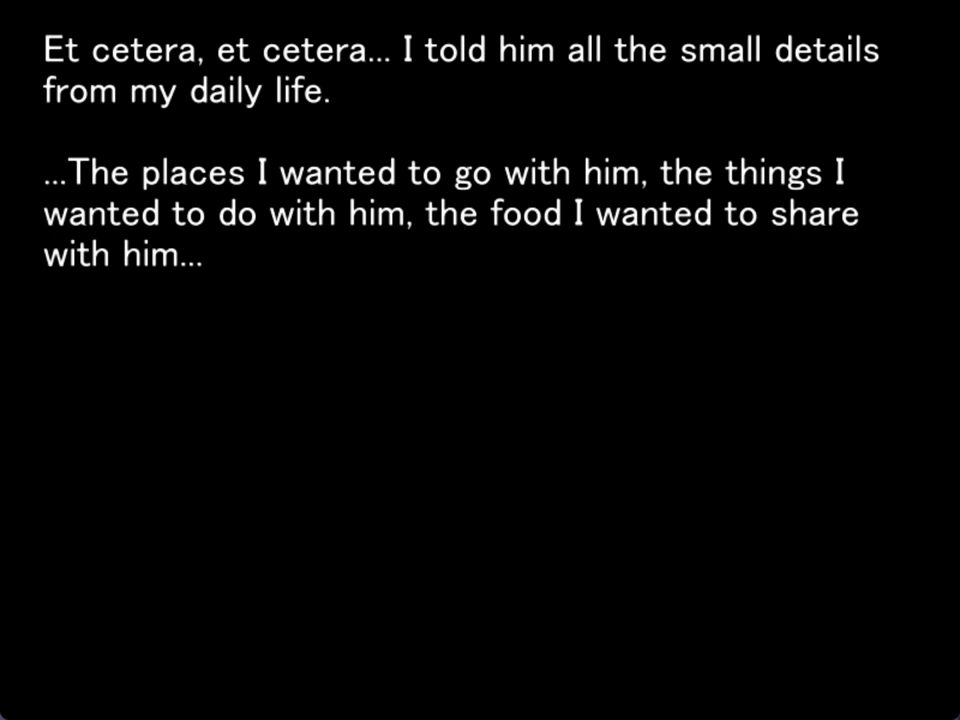 Et cetera, et cetera... I told him all the small details
from my daily life.
...The places I wanted to go with him, the things I
wanted to do with him, the food I wanted to share
with him...